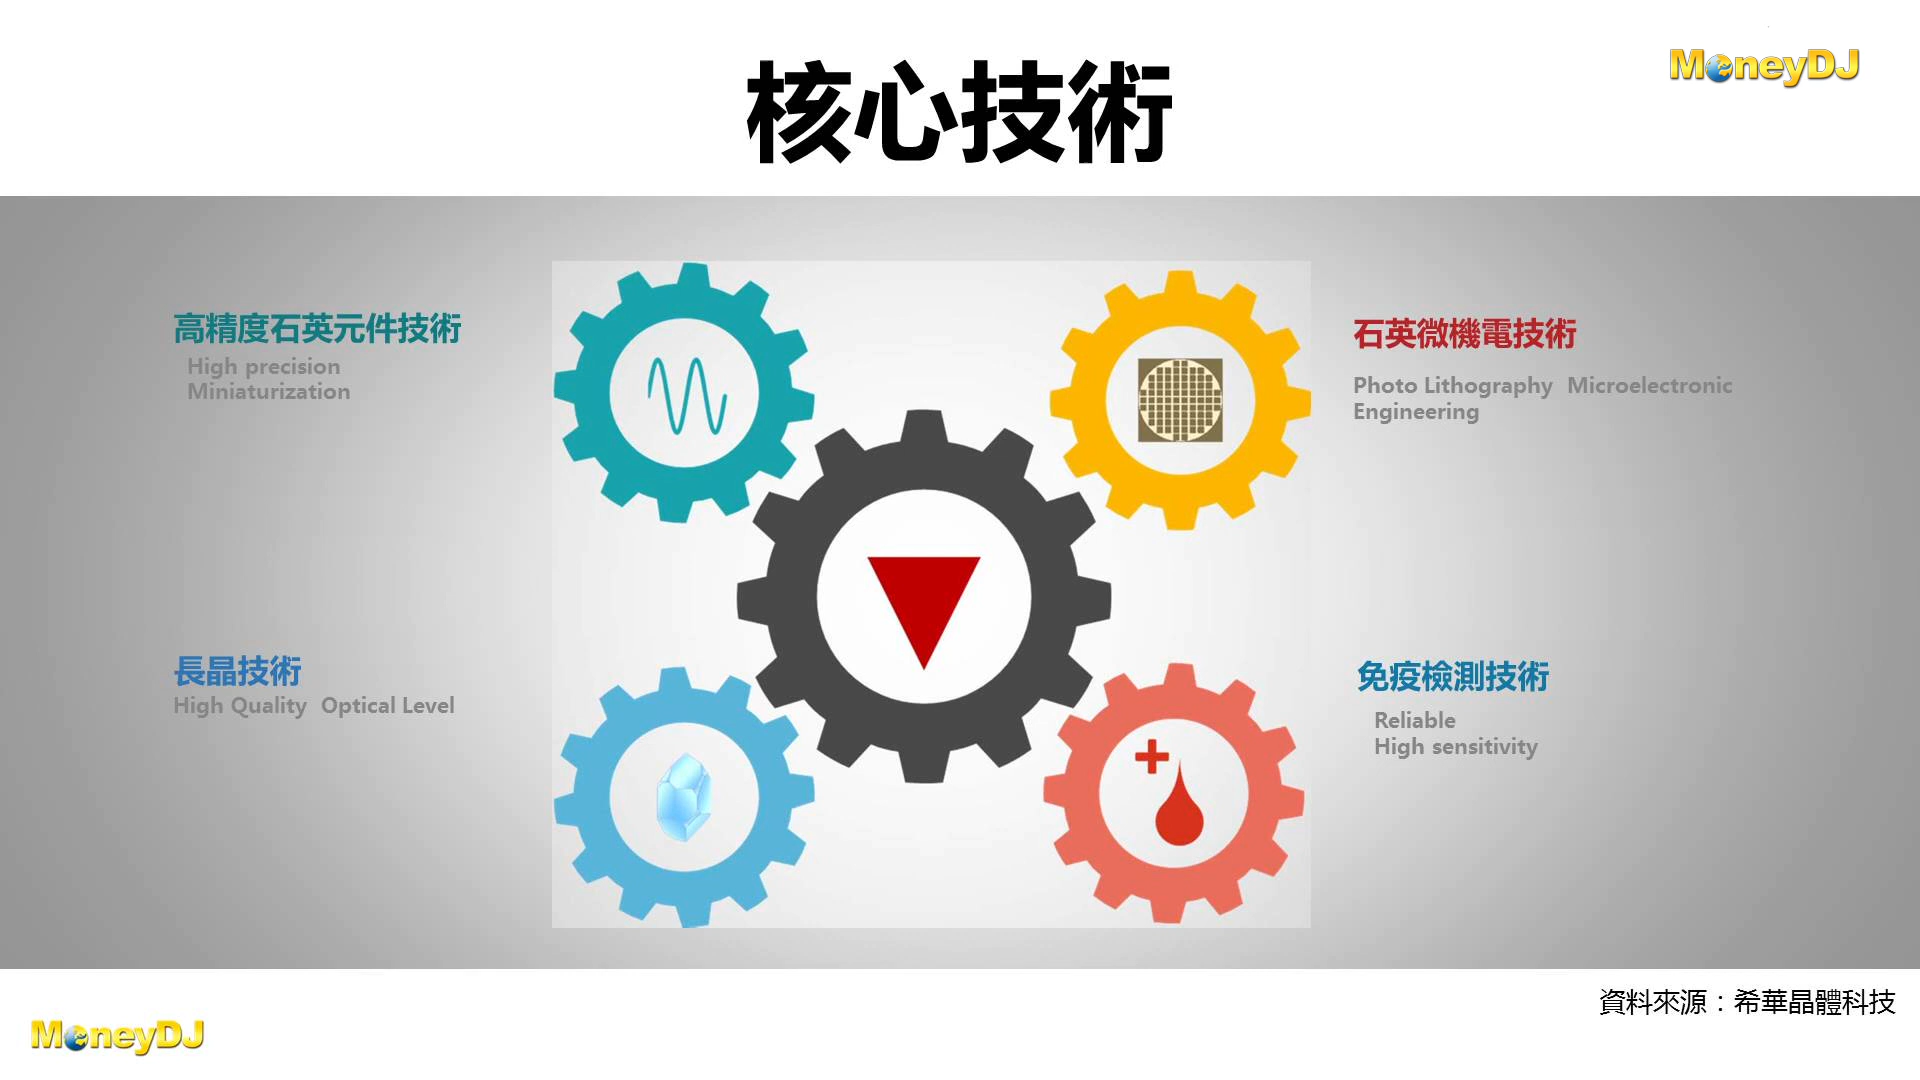 核心技術
MoneyDJ
高精度石英元件技術
High precision
Miniaturization
石英微機電技術
Photo Lithography Microelectronic
Engineering
長晶技術
High Quality Optical Level
免疫檢測技術
Reliable
High sensitivity
資料來源：希華晶體科技
MoneyDJ